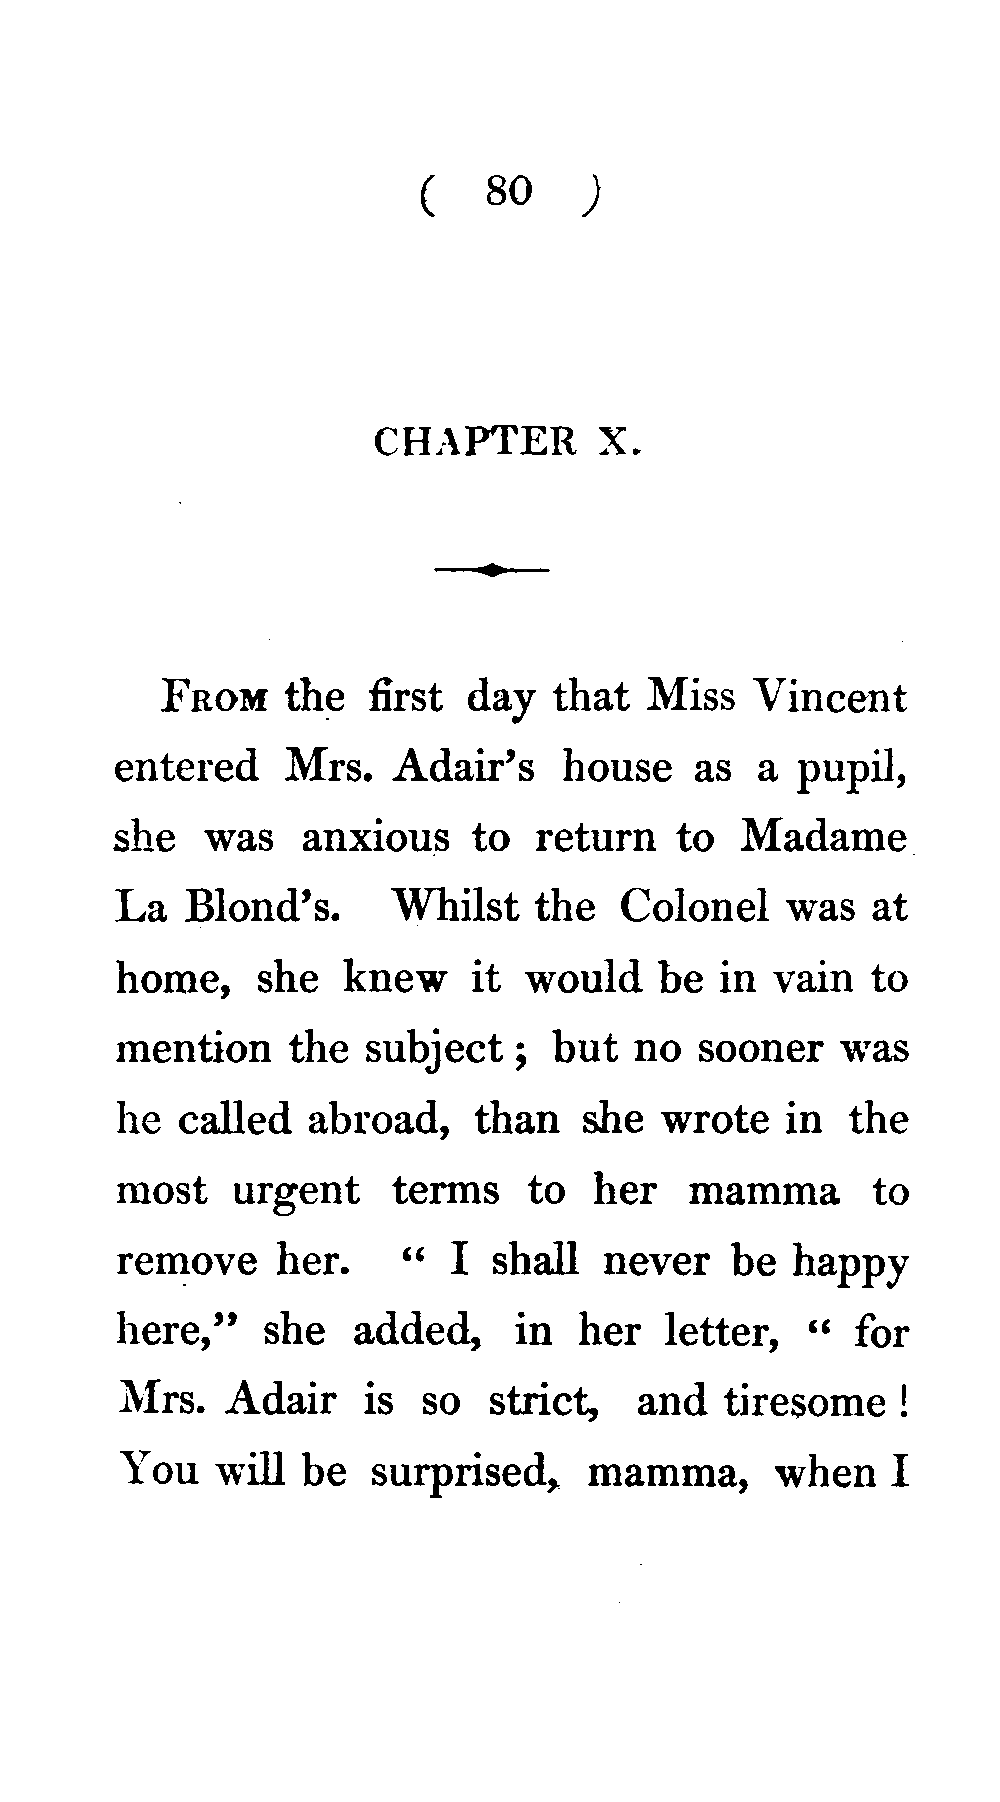 ( 80 )
CHAPTER X.
FROM the first day that Miss Vincent
entered Mrs. Adair's house as a pupil,
she was anxious to return to Madame
La Blond's. Whilst the Colonel was at
home, she knew it would be in vain to
mention the subject ; but no sooner was
he called abroad, than she wrote in the
most urgent terms to her mamma to
remove her. " I shall never be happy
here," she added, in her letter, " for
Mrs. Adair is so strict, and tiresome !
You will be surprised, mamma, when I